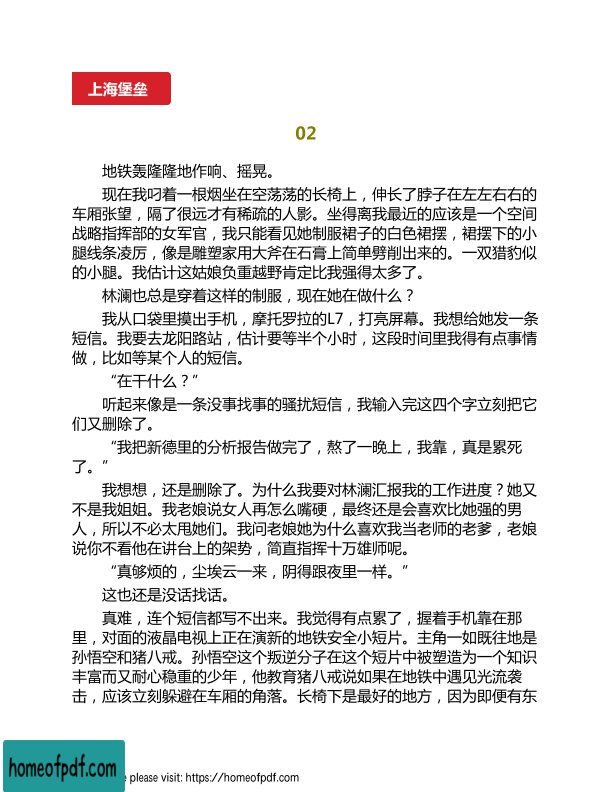 上海堡垒
02
地铁轰隆隆地作响、摇晃。
现在我叼着一根烟坐在空荡荡的长椅上，伸长了脖子在左左右右的
车厢张望，隔了很远才有稀疏的人影。坐得离我最近的应该是一个空间
战略指挥部的女军官，我只能看见她制服裙子的白色裙摆，裙摆下的小
腿线条凌厉，像是雕塑家用大斧在石膏上简单劈削出来的。一双猎豹似
的小腿。我估计这姑娘负重越野肯定比我强得太多了。
林澜也总是穿着这样的制服，现在她在做什么？
我从口袋里摸出手机，摩托罗拉的L7，打亮屏幕。我想给她发一条
短信。我要去龙阳路站，估计要等半个小时，这段时间里我得有点事情
做，比如等某个人的短信。
“在干什么？”
听起来像是一条没事找事的骚扰短信，我输入完这四个字立刻把它
们又删除了。
“我把新德里的分析报告做完了，熬了一晚上，我靠，真是累死
了。”
我想想，还是删除了。为什么我要对林澜汇报我的工作进度？她又
不是我姐姐。我老娘说女人再怎么嘴硬，最终还是会喜欢比她强的男
人，所以不必太甩她们。我问老娘她为什么喜欢我当老师的老爹，老娘
说你不看他在讲台上的架势，简直指挥十万雄师呢。
“真够烦的，尘埃云一来，阴得跟夜里一样。”
这也还是没话找话。
真难，连个短信都写不出来。我觉得有点累了，握着手机靠在那
里，对面的液晶电视上正在演新的地铁安全小短片。主角一如既往地是
孙悟空和猪八戒。孙悟空这个叛逆分子在这个短片中被塑造为一个知识
丰富而又耐心稳重的少年，他教育猪八戒说如果在地铁中遇见光流袭
击，应该立刻躲避在车厢的角落。长椅下是最好的地方，因为即便有东
homeofpdf.com
e please visit: https://homeofpdf.com